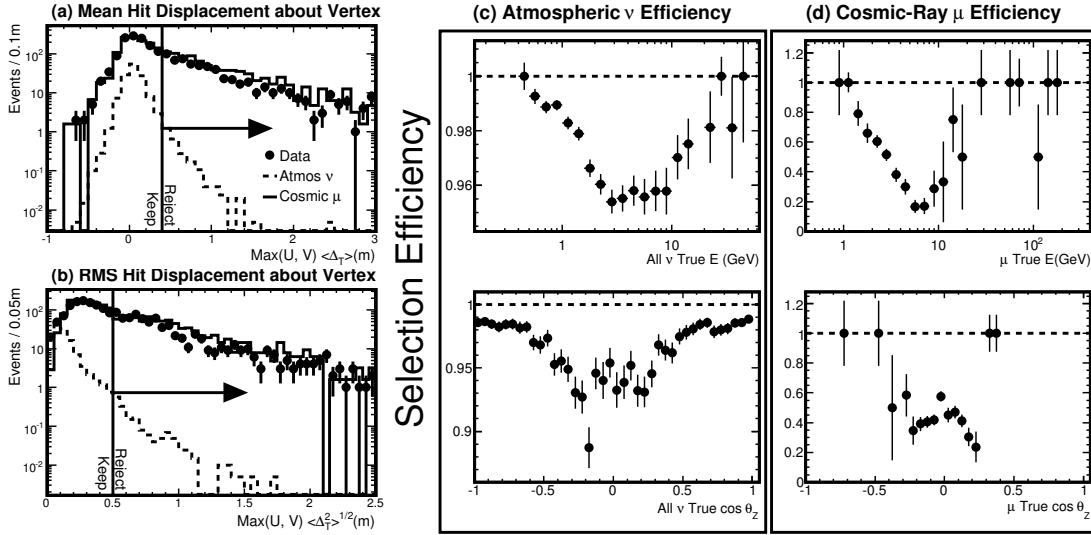 (a) Mean Hit Displacement about Vertex
Events / 0.1m
10²
10
1
10⁻¹
10⁻²
Data
Atmos ν
Cosmic μ
Keep
Reject
-1 0 1 2 3
Max(U, V) <Δ_T>(m)
(b) RMS Hit Displacement about Vertex
Events / 0.05m
10²
10
1
10⁻¹
10⁻²
Keep
Reject
0 0.5 1 1.5 2 2.5
Max(U, V) <Δ²_T>^1/2(m)
Selection Efficiency
(c) Atmospheric ν Efficiency
1
0.98
0.96
1 10
All ν True E (GeV)
1
0.95
0.9
-1 -0.5 0 0.5 1
All ν True cos θ_Z
(d) Cosmic-Ray μ Efficiency
1.2
1
0.8
0.6
0.4
0.2
0
1 10 10²
μ True E(GeV)
1.2
1
0.8
0.6
0.4
0.2
0
-1 -0.5 0 0.5 1
μ True cos θ_Z